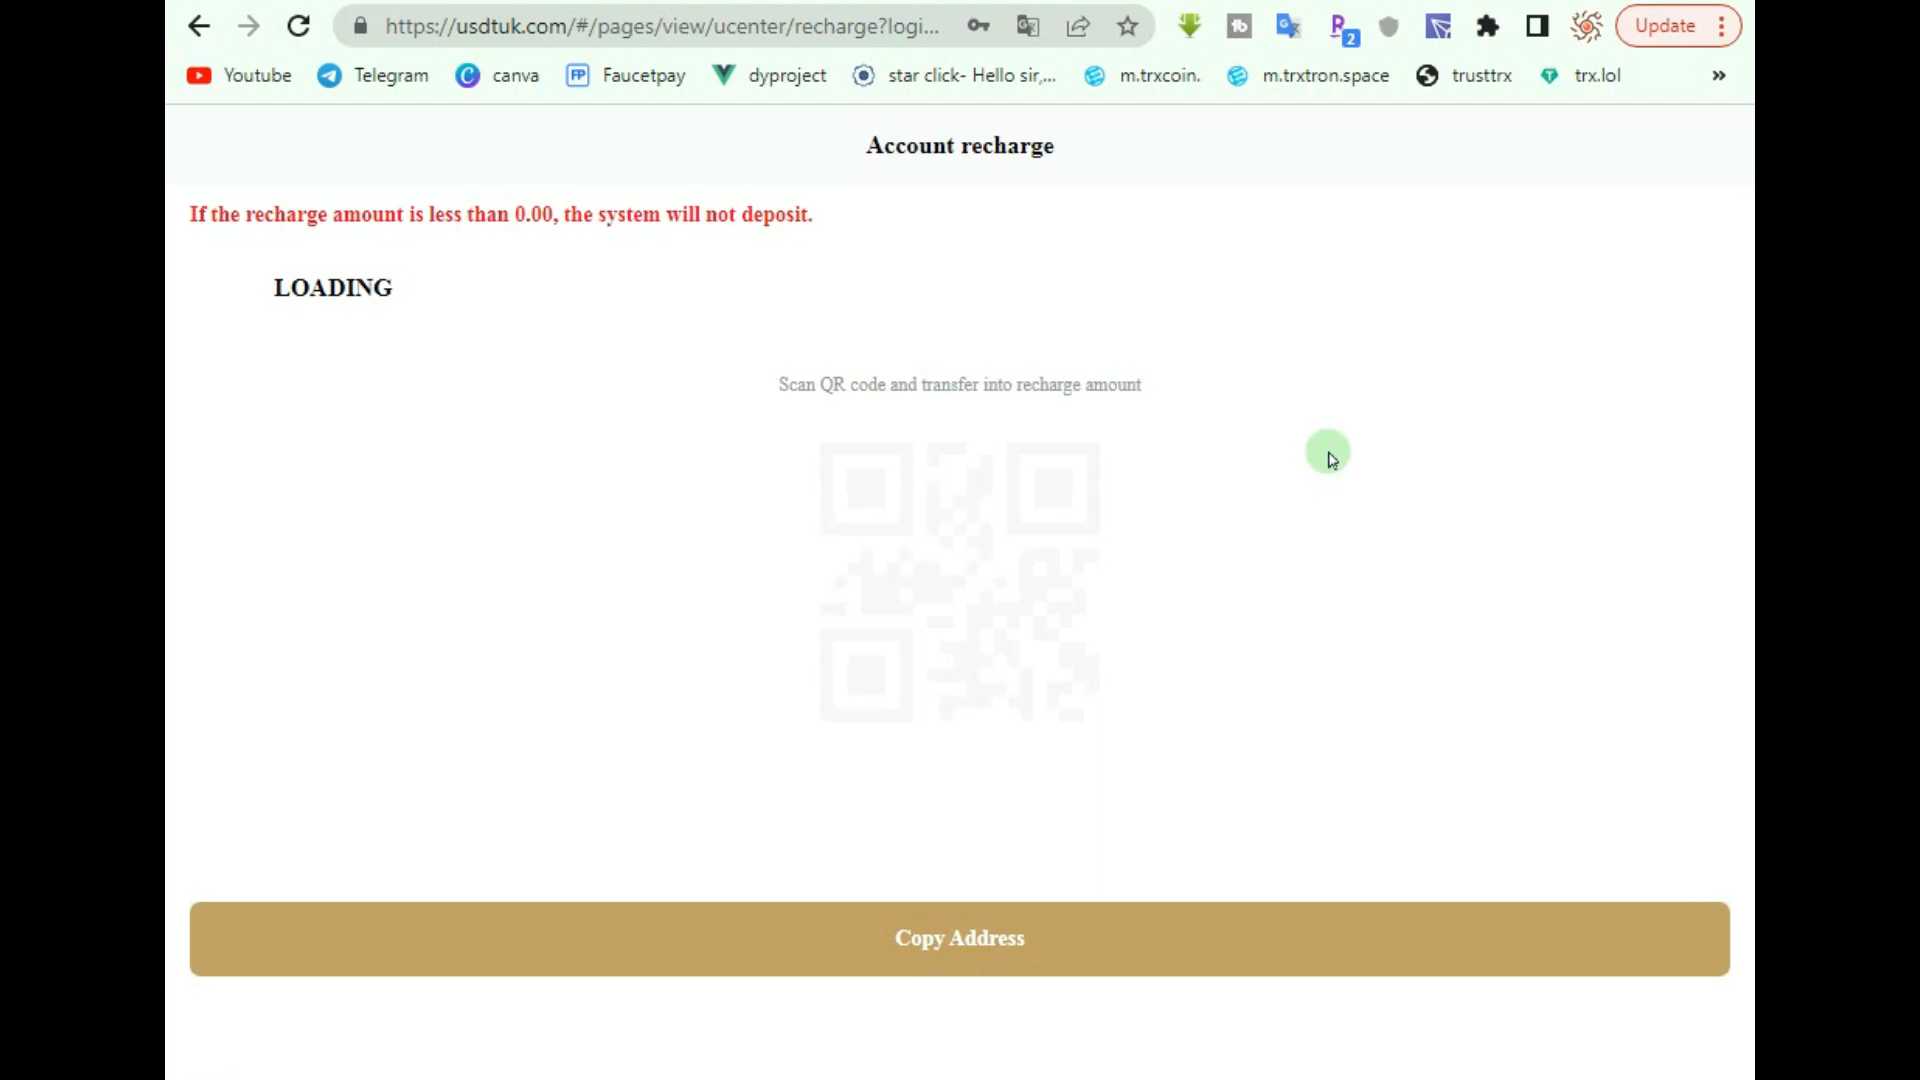 https://usdtuk.com/#/pages/view/ucenter/recharge?logi...
2
Update
Youtube
Telegram
canva
FP
Faucetpay
dyproject
star click- Hello sir,...
m.trxcoin.
m.trxtron.space
trusttrx
trx.lol
»
Account recharge
If the recharge amount is less than 0.00, the system will not deposit.
LOADING
Scan QR code and transfer into recharge amount
Copy Address